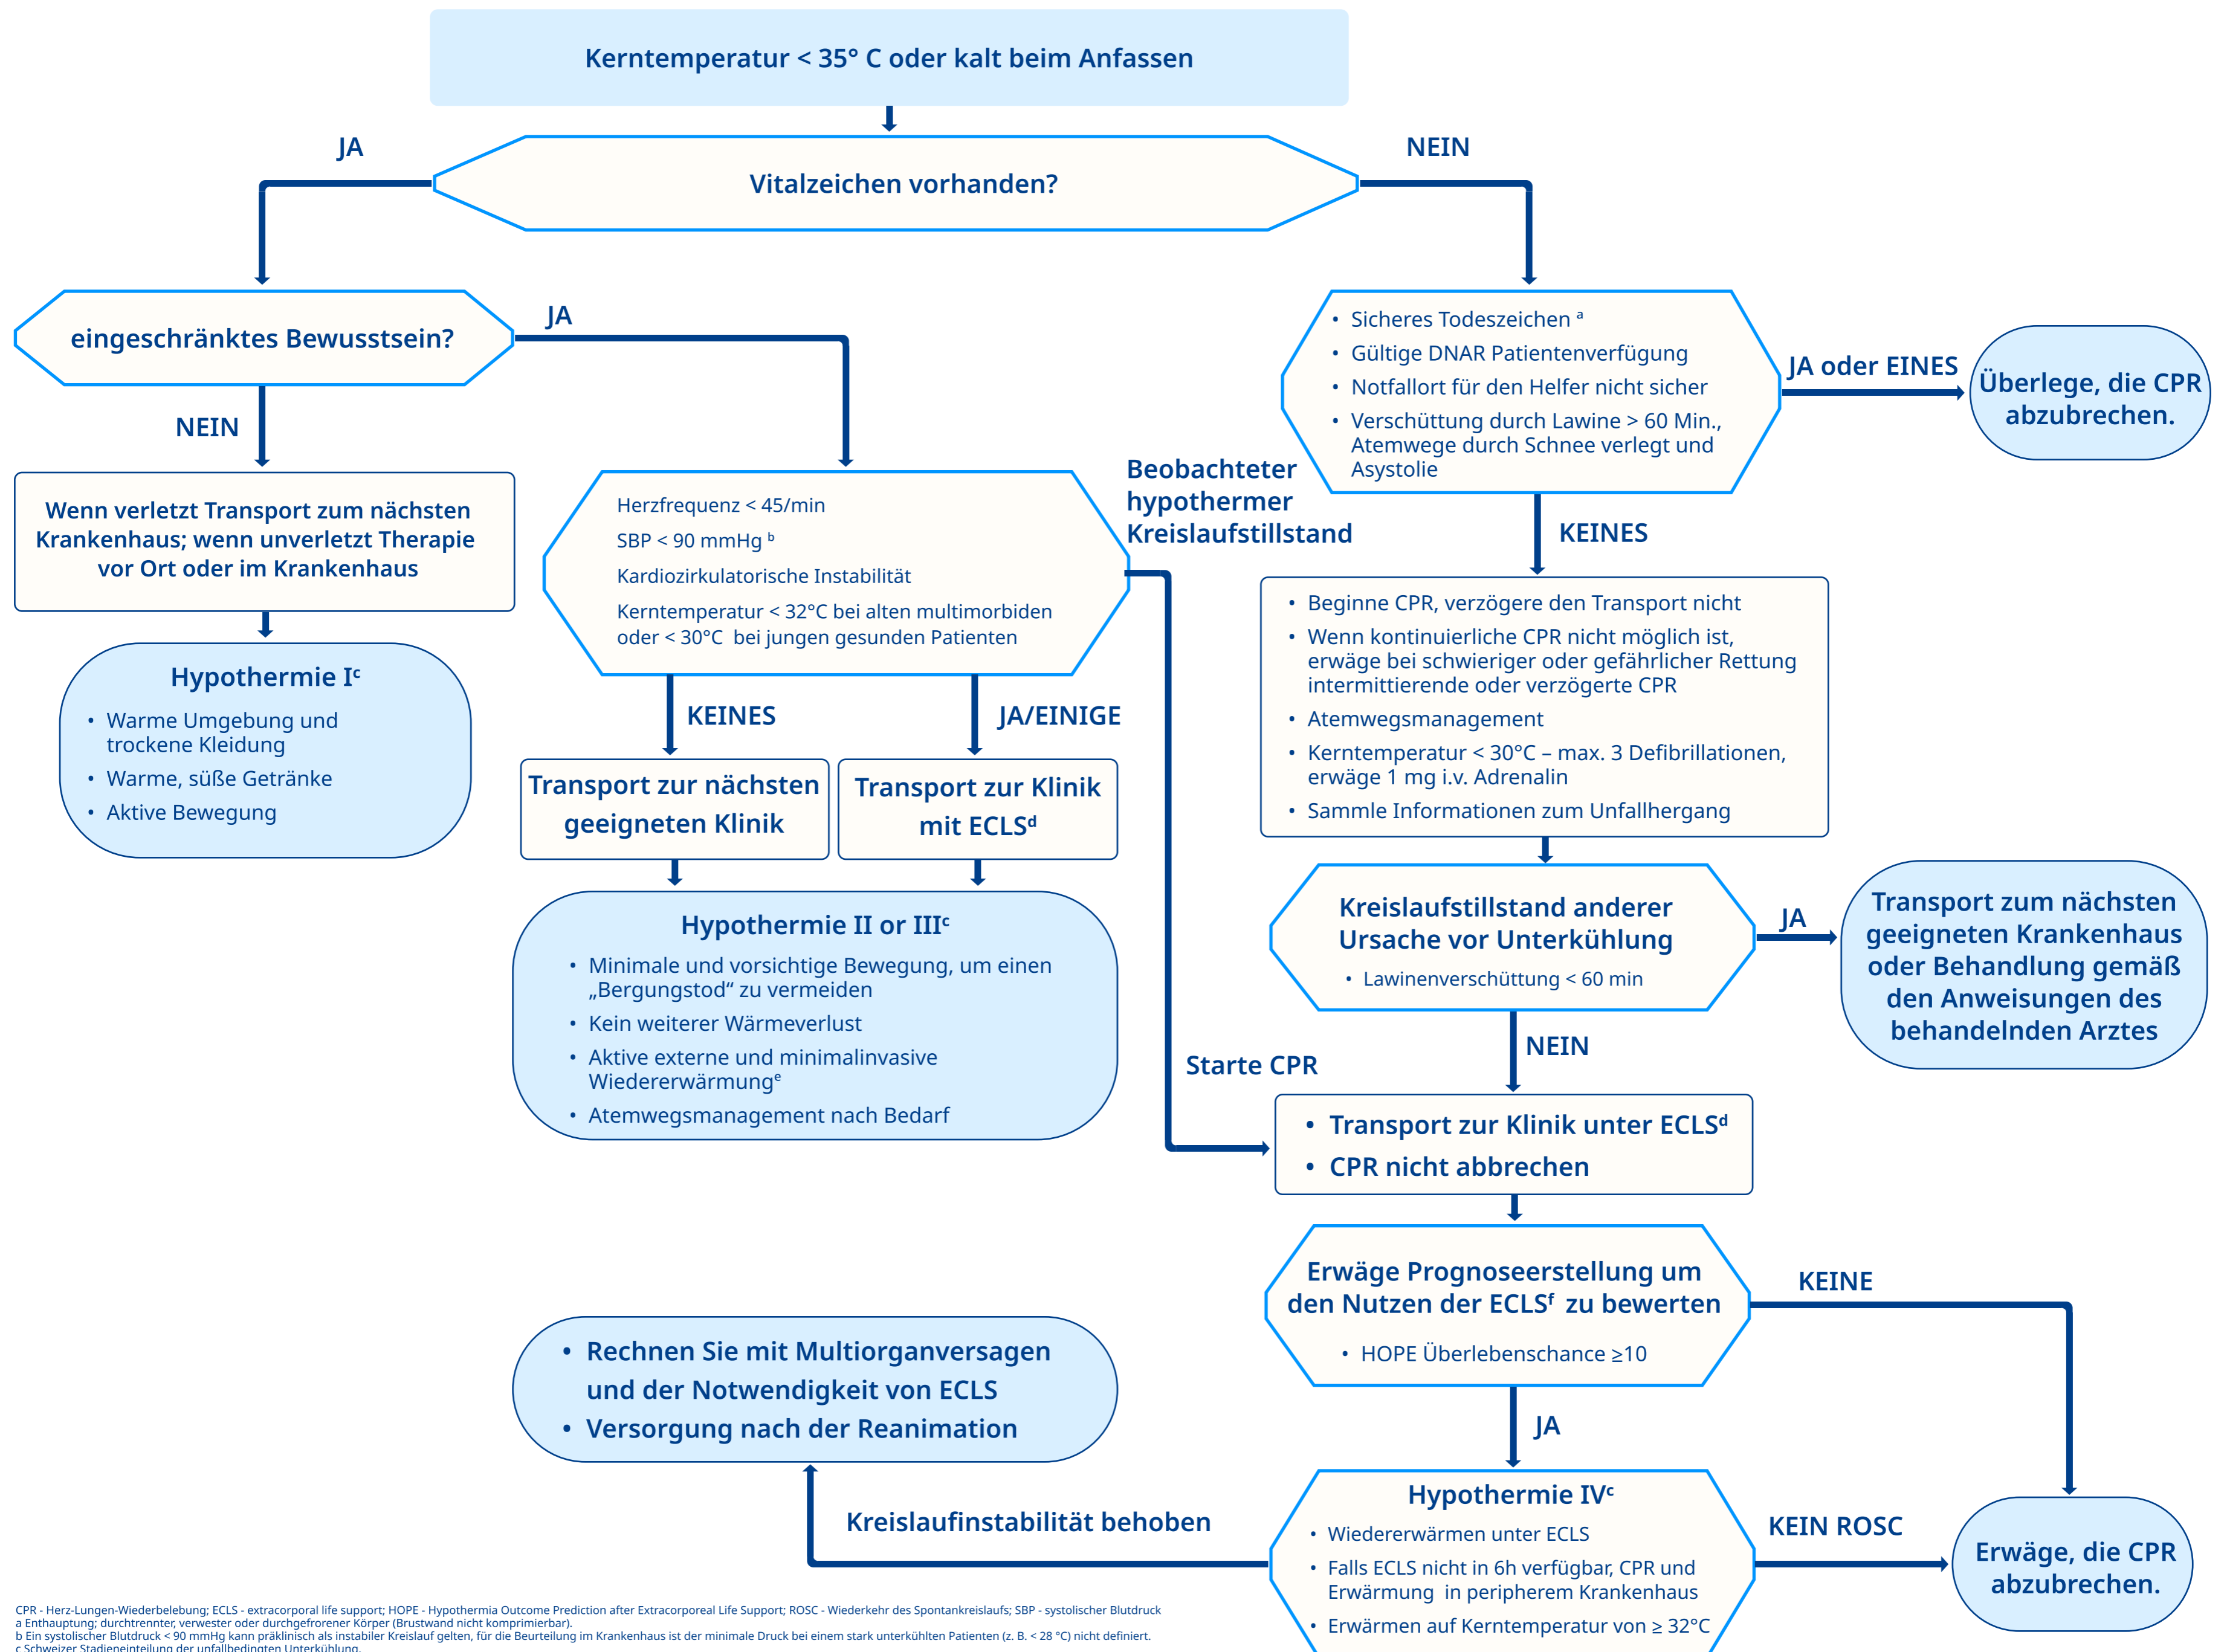 Kerntemperatur < 35° C oder kalt beim Anfassen
JA
NEIN
Vitalzeichen vorhanden?
eingeschränktes Bewusstsein?
JA
NEIN
Wenn verletzt Transport zum nächsten
Krankenhaus; wenn unverletzt Therapie
vor Ort oder im Krankenhaus
Hypothermie Iᶜ
• Warme Umgebung und
trockene Kleidung
• Warme, süße Getränke
• Aktive Bewegung
Herzfrequenz < 45/min
SBP < 90 mmHg ᵇ
Kardiozirkulatorische Instabilität
Kerntemperatur < 32°C bei alten multimorbiden
oder < 30°C bei jungen gesunden Patienten
KEINES
JA/EINIGE
Transport zur nächsten
geeigneten Klinik
Transport zur Klinik
mit ECLSᵈ
Hypothermie II or IIIᶜ
• Minimale und vorsichtige Bewegung, um einen
„Bergungstod“ zu vermeiden
• Kein weiterer Wärmeverlust
• Aktive externe und minimalinvasive
Wiedererwärmungᵉ
• Atemwegsmanagement nach Bedarf
Beobachteter
hypothermer
Kreislaufstillstand
Starte CPR
• Sicheres Todeszeichen ᵃ
• Gültige DNAR Patientenverfügung
• Notfallort für den Helfer nicht sicher
• Verschüttung durch Lawine > 60 Min.,
Atemwege durch Schnee verlegt und
Asystolie
JA oder EINES
Überlege, die CPR
abzubrechen.
KEINES
• Beginne CPR, verzögere den Transport nicht
• Wenn kontinuierliche CPR nicht möglich ist,
erwäge bei schwieriger oder gefährlicher Rettung
intermittierende oder verzögerte CPR
• Atemwegsmanagement
• Kerntemperatur < 30°C – max. 3 Defibrillationen,
erwäge 1 mg i.v. Adrenalin
• Sammle Informationen zum Unfallhergang
Kreislaufstillstand anderer
Ursache vor Unterkühlung
• Lawinenverschüttung < 60 min
JA
Transport zum nächsten
geeigneten Krankenhaus
oder Behandlung gemäß
den Anweisungen des
behandelnden Arztes
NEIN
• Transport zur Klinik unter ECLSᵈ
• CPR nicht abbrechen
Erwäge Prognoseerstellung um
den Nutzen der ECLSᶠ zu bewerten
• HOPE Überlebenschance ≥10
KEINE
JA
Hypothermie IVᶜ
• Wiedererwärmen unter ECLS
• Falls ECLS nicht in 6h verfügbar, CPR und
Erwärmung in peripherem Krankenhaus
• Erwärmen auf Kerntemperatur von ≥ 32°C
KEIN ROSC
Erwäge, die CPR
abzubrechen.
Kreislaufinstabilität behoben
• Rechnen Sie mit Multiorganversagen
und der Notwendigkeit von ECLS
• Versorgung nach der Reanimation
CPR - Herz-Lungen-Wiederbelebung; ECLS - extracorporal life support; HOPE - Hypothermia Outcome Prediction after Extracorporeal Life Support; ROSC - Wiederkehr des Spontankreislaufs; SBP - systolischer Blutdruck
a Enthauptung; durchtrennter, verwester oder durchgefrorener Körper (Brustwand nicht komprimierbar).
b Ein systolischer Blutdruck < 90 mmHg kann präklinisch als instabiler Kreislauf gelten, für die Beurteilung im Krankenhaus ist der minimale Druck bei einem stark unterkühlten Patienten (z. B. < 28 °C) nicht definiert.
c Schweizer Stadieneinteilung der unfallbedingten Unterkühlung.